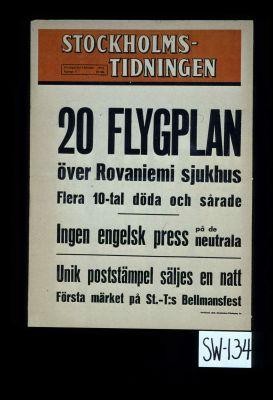 STOCKHOLMS-
TIDNINGEN
20 FLYGPLAN
över Rovaniemi sjukhus
Flera 10-tal döda och sårade
Ingen engelsk press på de neutrala
Unik poststämpel säljes en natt
Första märket på St.-T:s Bellmansfest
SW-134